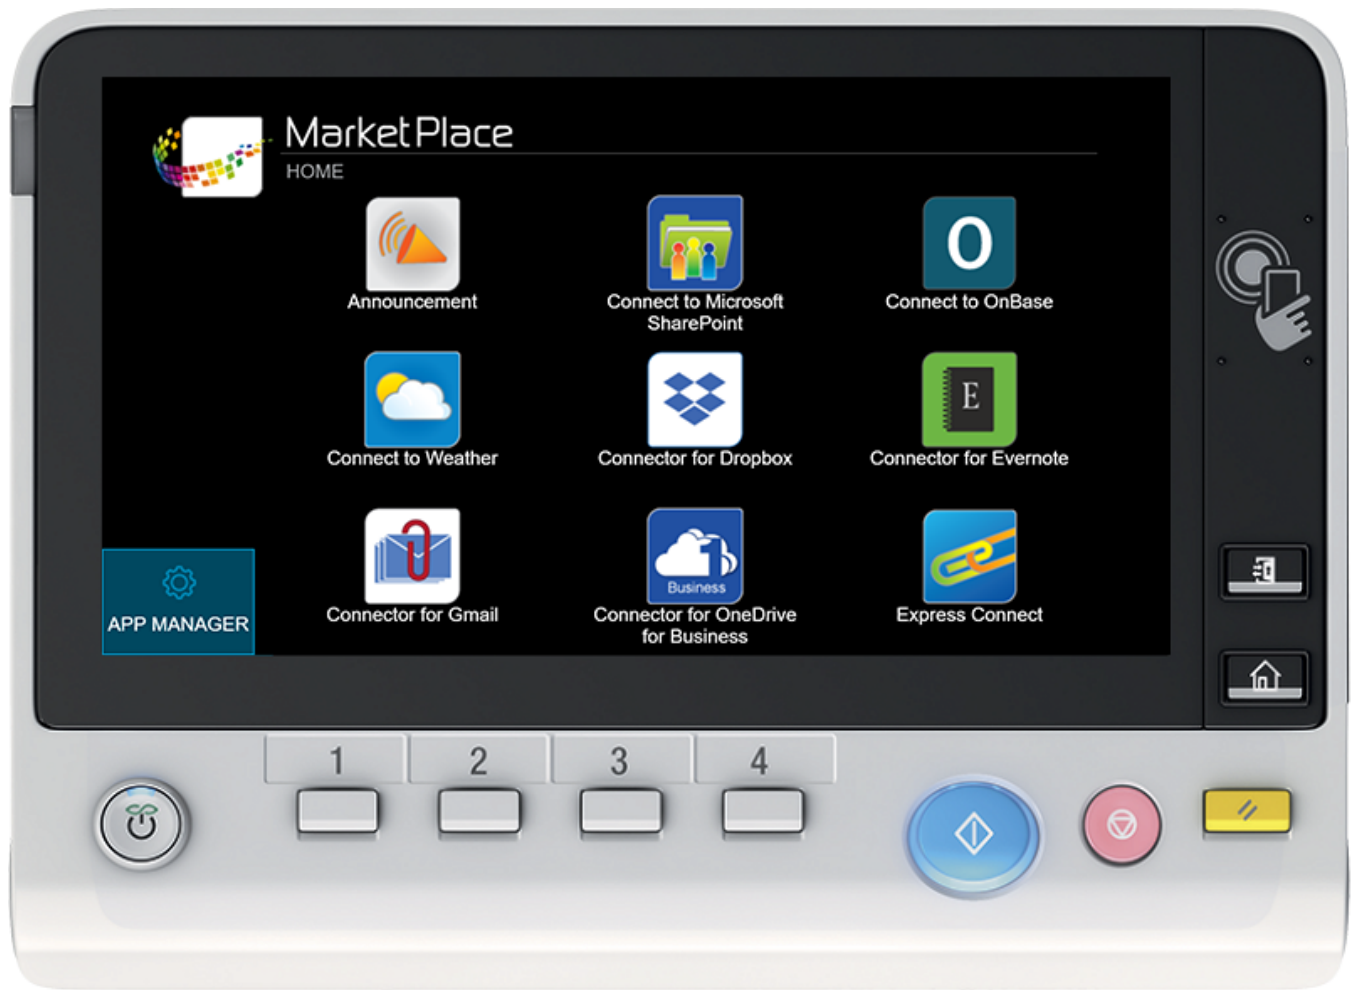 MarketPlace
HOME
Announcement
Connect to Microsoft
SharePoint
O
Connect to OnBase
Connect to Weather
Connector for Dropbox
E
Connector for Evernote
Connector for Gmail
1
Business
Connector for OneDrive
for Business
Express Connect
APP MANAGER
1
2
3
4